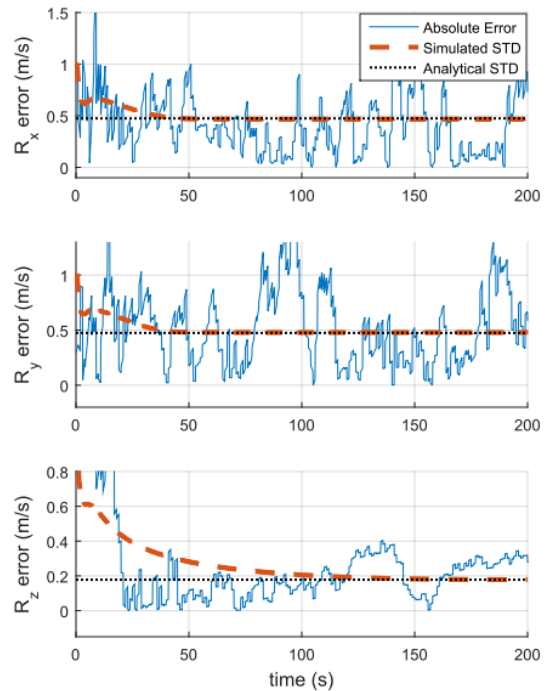 1.5
1
0.5
0
R_x error (m/s)
Absolute Error
Simulated STD
Analytical STD
0 50 100 150 200
1
0.5
0
R_y error (m/s)
0 50 100 150 200
0.8
0.6
0.4
0.2
0
R_z error (m/s)
0 50 100 150 200
time (s)